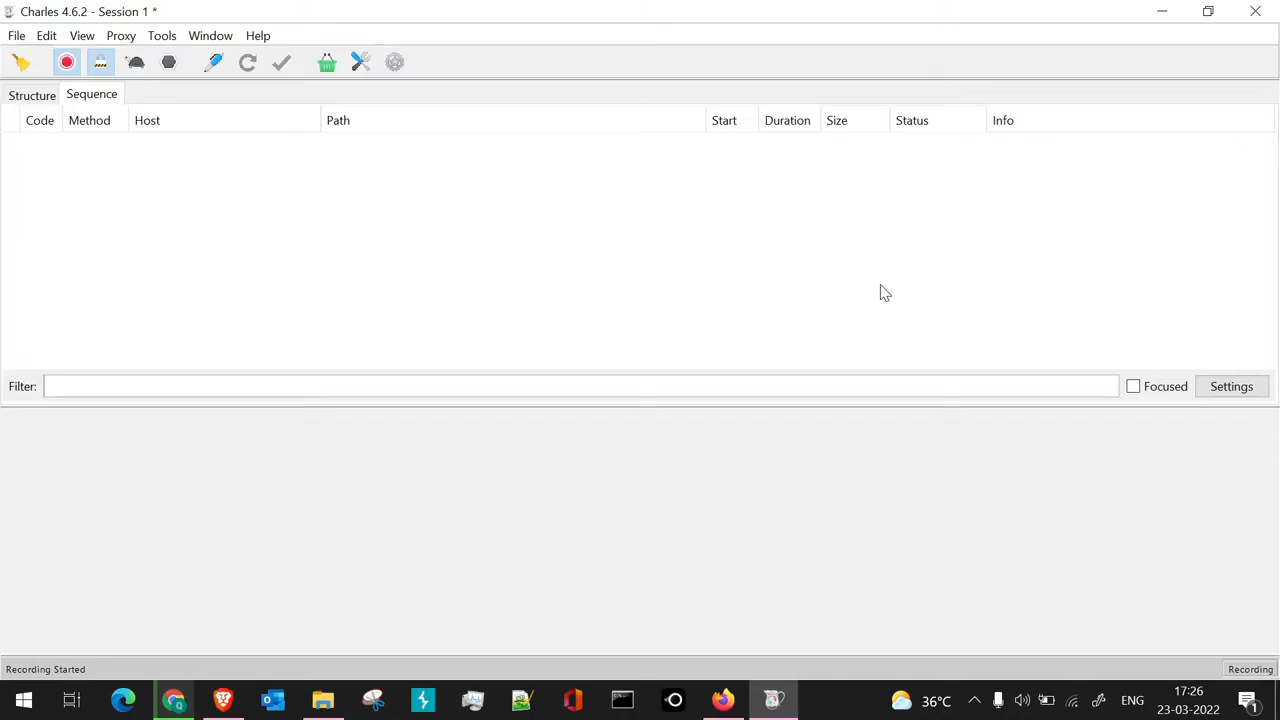 Charles 4.6.2 - Session 1 *
File Edit View Proxy Tools Window Help
Structure Sequence
Code Method Host Path Start Duration Size Status Info
Filter: Focused Settings
Recording Started Recording
36°C ENG 17:26
23-03-2022 1